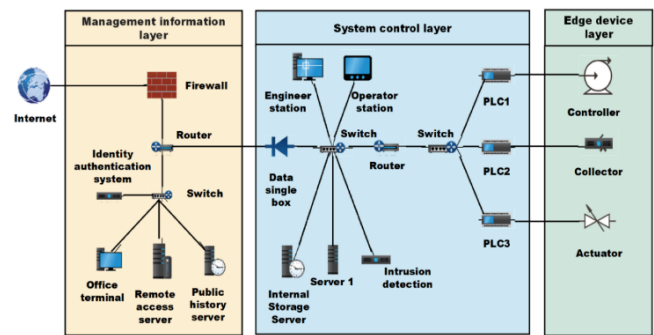 Management information
layer
System control layer
Edge device
layer
Internet
Firewall
Router
Identity
authentication
system
Switch
Office
terminal
Remote
access
server
Public
history
server
Engineer
station
Operator
station
Switch
Router
Switch
Data
single
box
Internal
Storage
Server
Server 1
Intrusion
detection
PLC1
PLC2
PLC3
Controller
Collector
Actuator